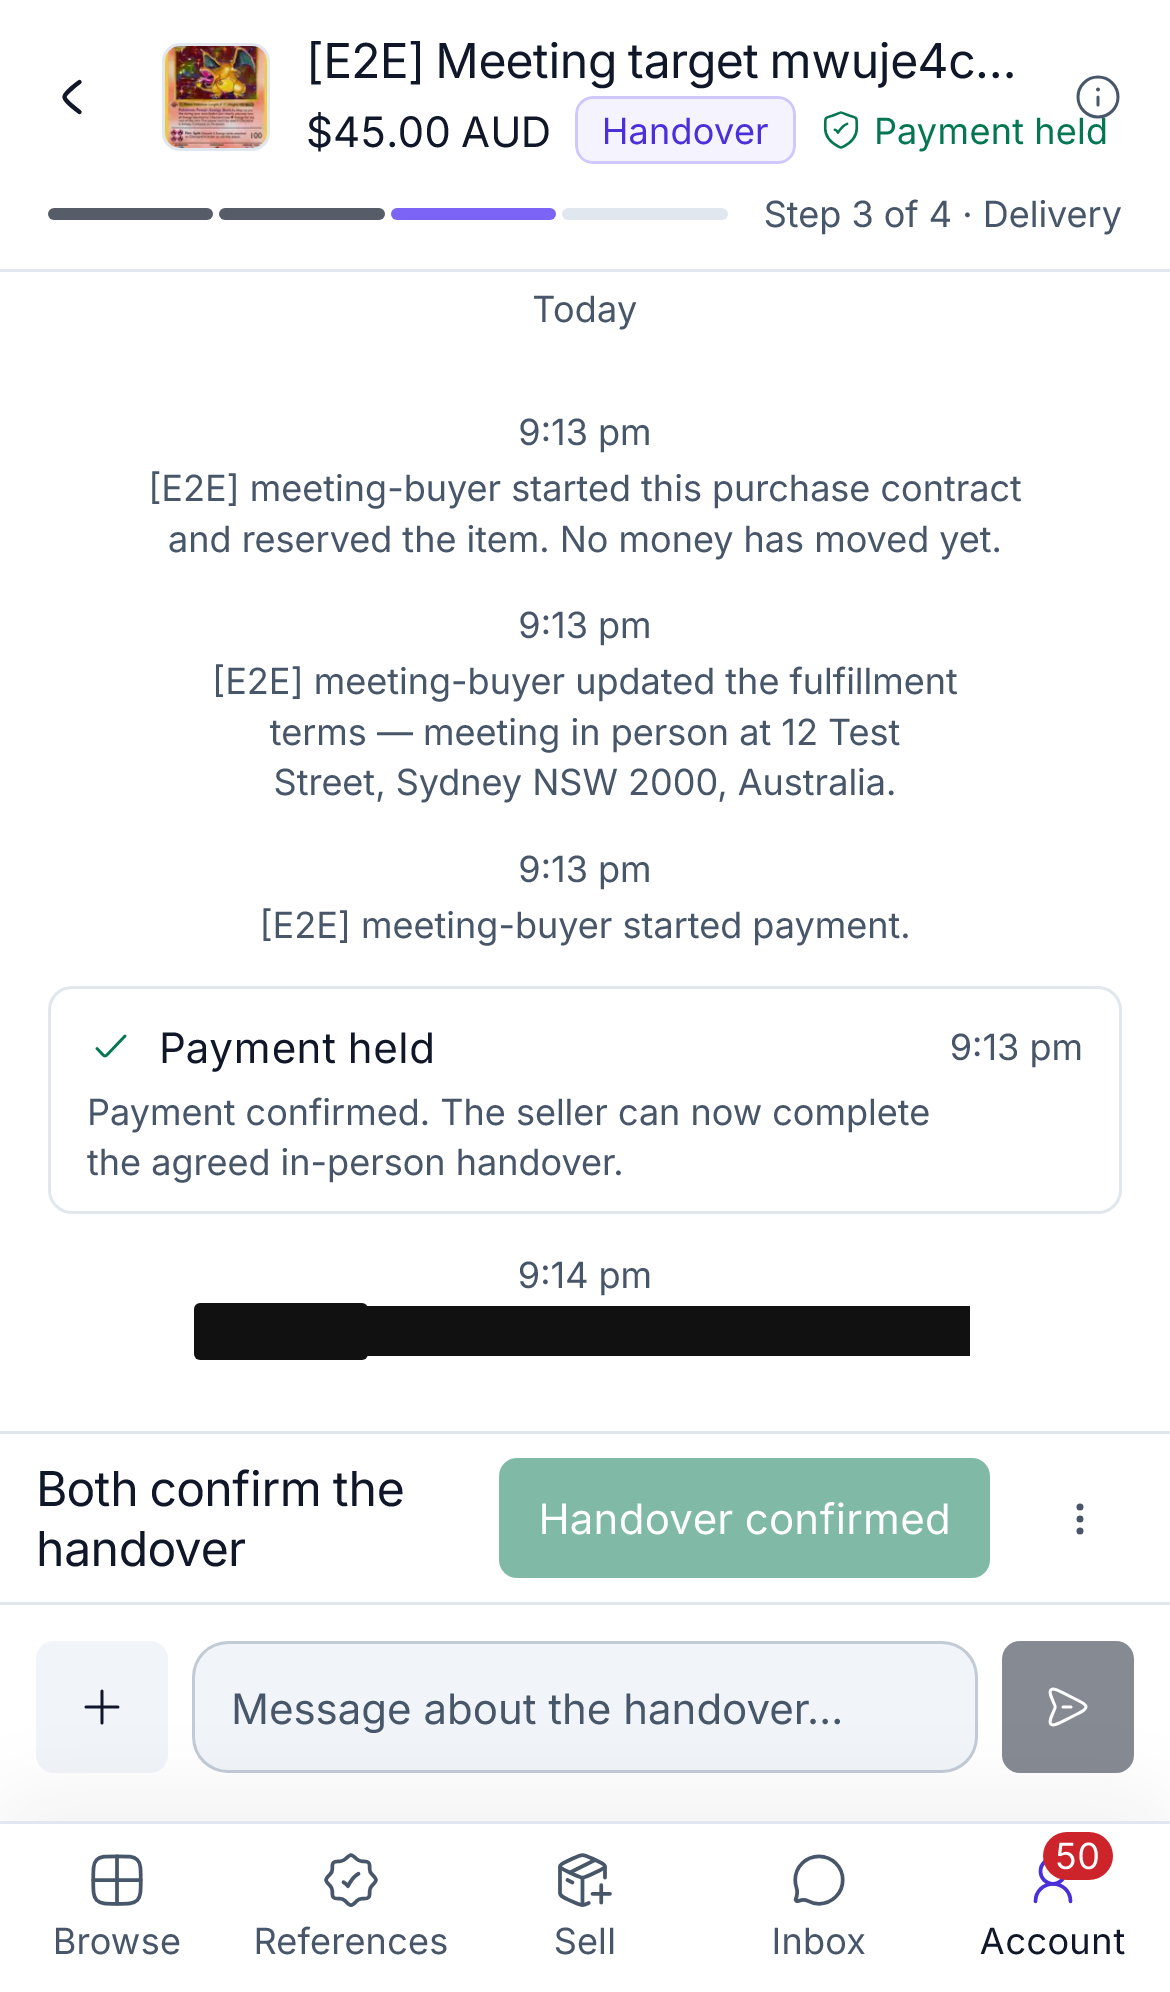 [E2E] Meeting target mwuje4c...
$45.00 AUD
Handover
Payment held
Step 3 of 4 · Delivery
Today
9:13 pm
[E2E] meeting-buyer started this purchase contract
and reserved the item. No money has moved yet.
9:13 pm
[E2E] meeting-buyer updated the fulfillment
terms — meeting in person at 12 Test
Street, Sydney NSW 2000, Australia.
9:13 pm
[E2E] meeting-buyer started payment.
Payment held
9:13 pm
Payment confirmed. The seller can now complete
the agreed in-person handover.
9:14 pm
Both confirm the
handover
Handover confirmed
Message about the handover...
50
Browse
References
Sell
Inbox
Account